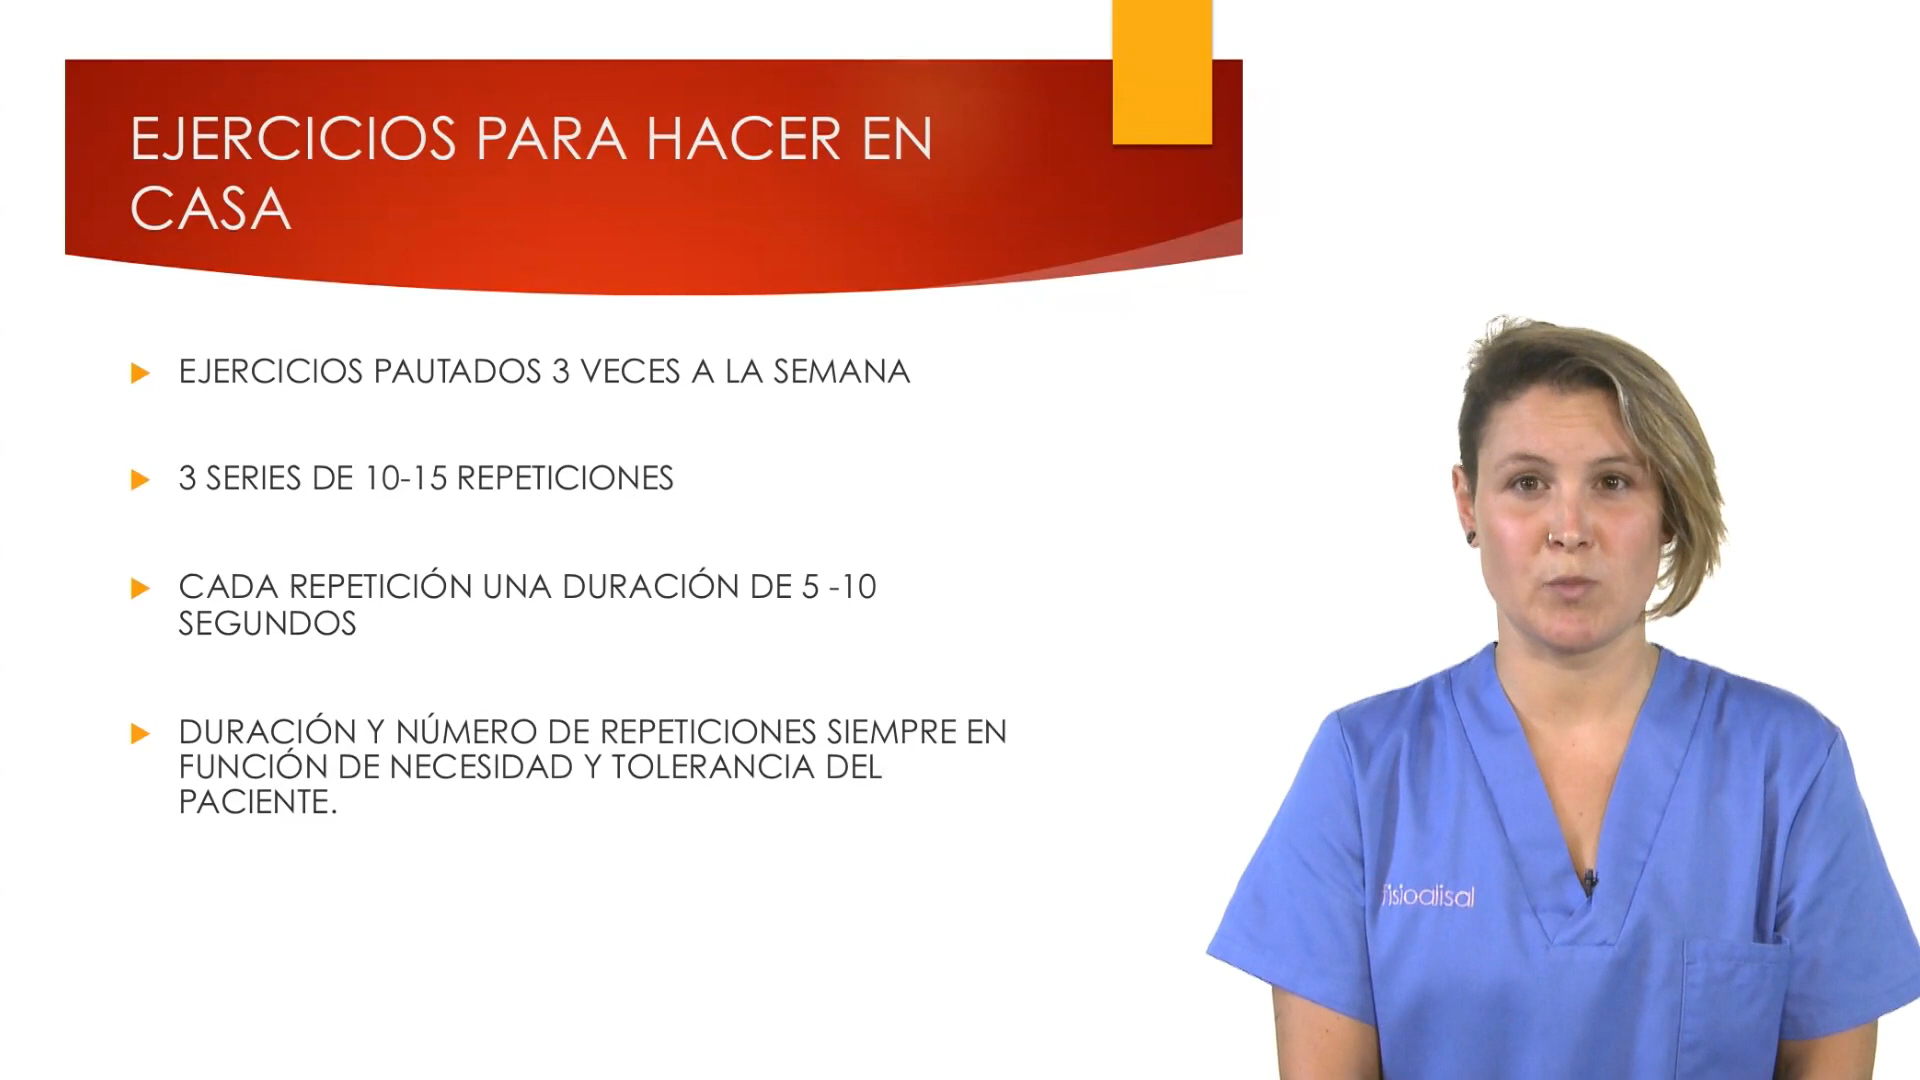 EJERCICIOS PARA HACER EN
CASA
EJERCICIOS PAUTADOS 3 VECES A LA SEMANA
3 SERIES DE 10-15 REPETICIONES
CADA REPETICIÓN UNA DURACIÓN DE 5 -10
SEGUNDOS
DURACIÓN Y NÚMERO DE REPETICIONES SIEMPRE EN
FUNCIÓN DE NECESIDAD Y TOLERANCIA DEL
PACIENTE.
fisioalisal